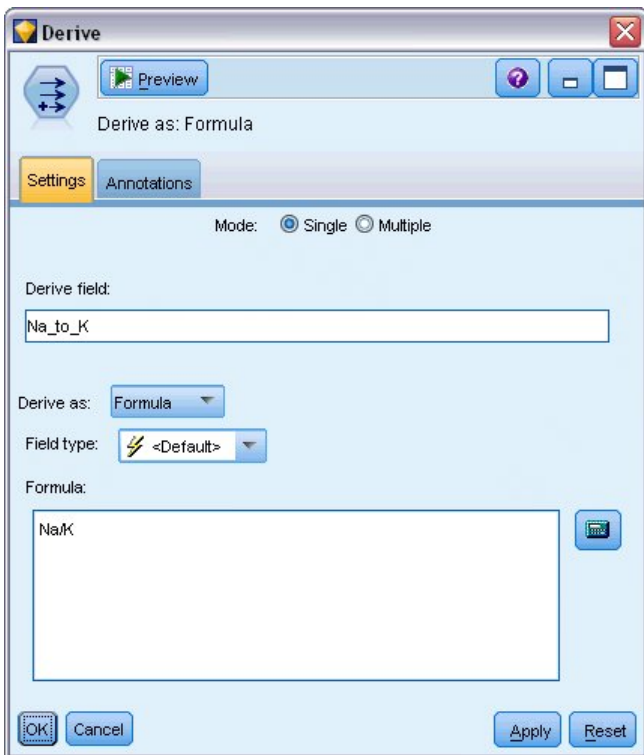 Derive
Preview
Derive as: Formula
Settings Annotations
Mode: Single Multiple
Derive field:
Na_to_K
Derive as: Formula
Field type: <Default>
Formula:
Na/K
OK Cancel Apply Reset